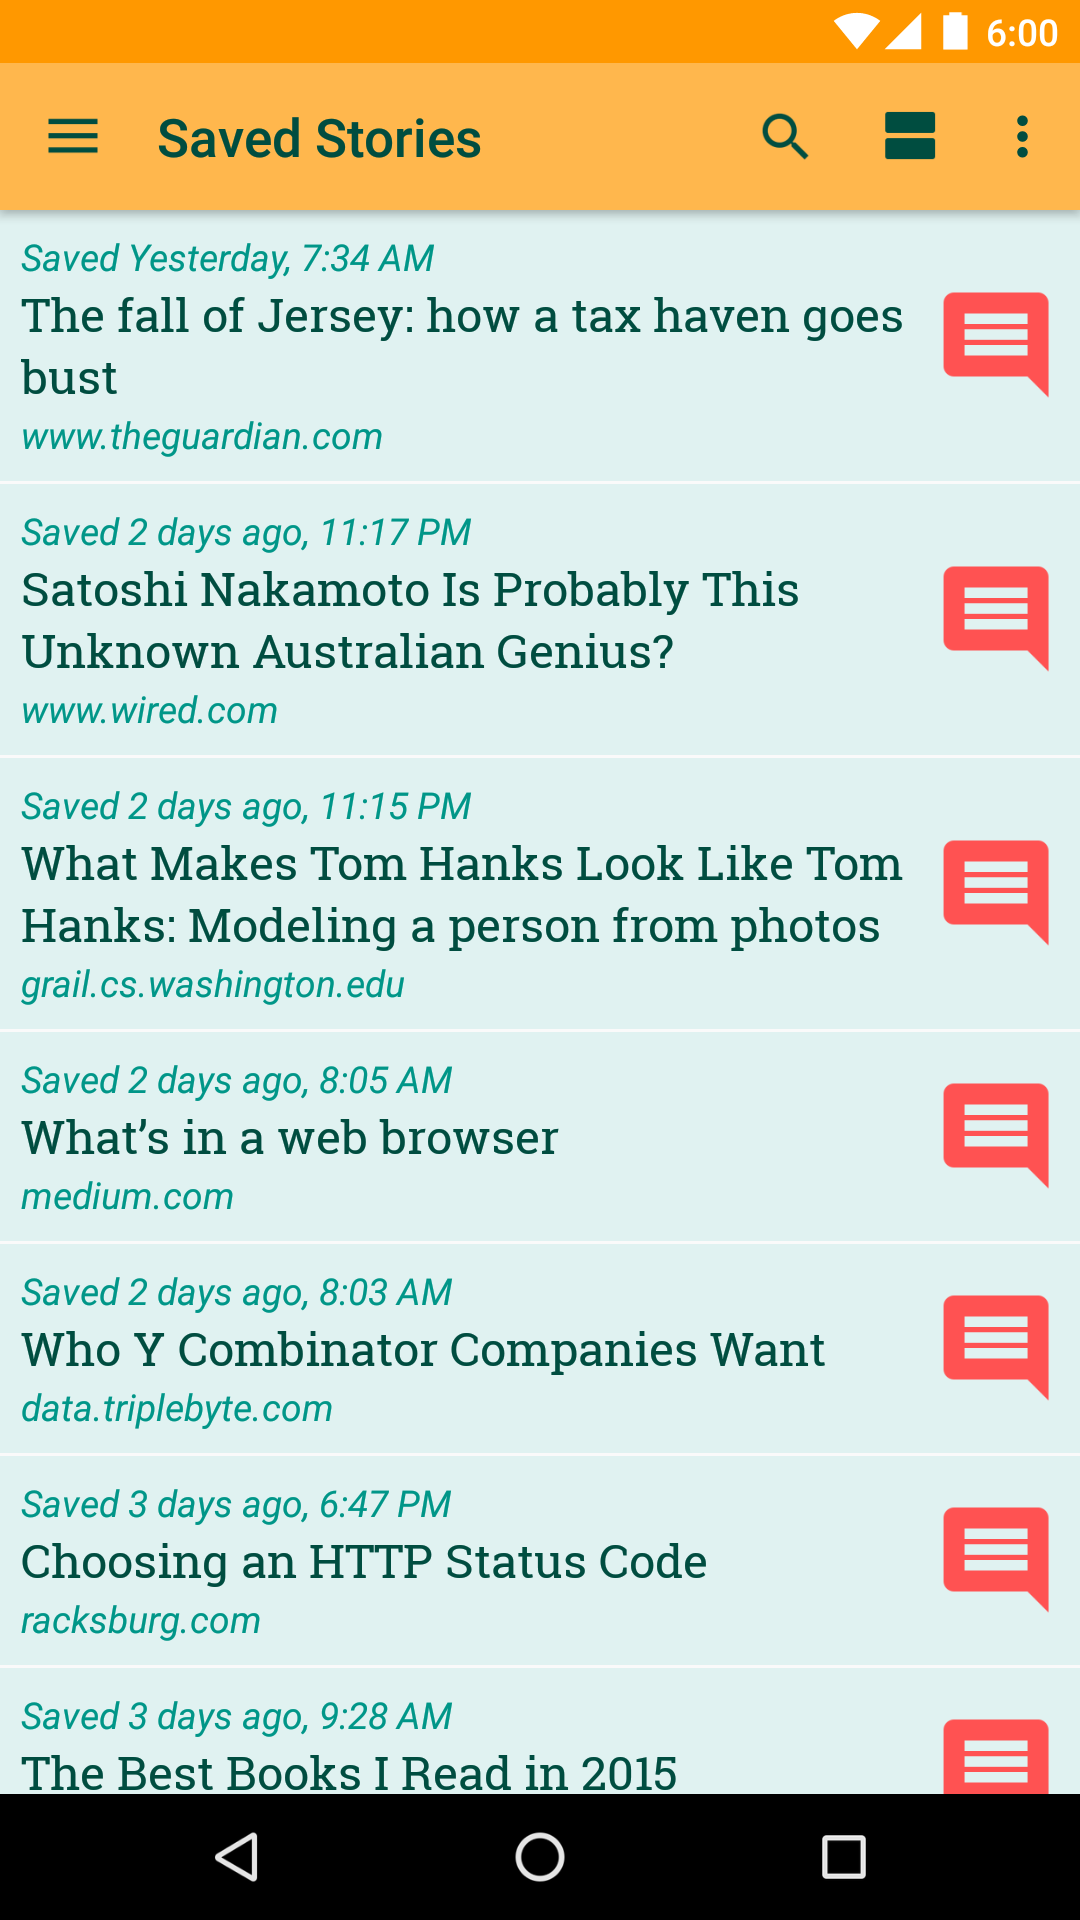 6:00
Saved Stories
Saved Yesterday, 7:34 AM
The fall of Jersey: how a tax haven goes
bust
www.theguardian.com
Saved 2 days ago, 11:17 PM
Satoshi Nakamoto Is Probably This
Unknown Australian Genius?
www.wired.com
Saved 2 days ago, 11:15 PM
What Makes Tom Hanks Look Like Tom
Hanks: Modeling a person from photos
grail.cs.washington.edu
Saved 2 days ago, 8:05 AM
What’s in a web browser
medium.com
Saved 2 days ago, 8:03 AM
Who Y Combinator Companies Want
data.triplebyte.com
Saved 3 days ago, 6:47 PM
Choosing an HTTP Status Code
racksburg.com
Saved 3 days ago, 9:28 AM
The Best Books I Read in 2015